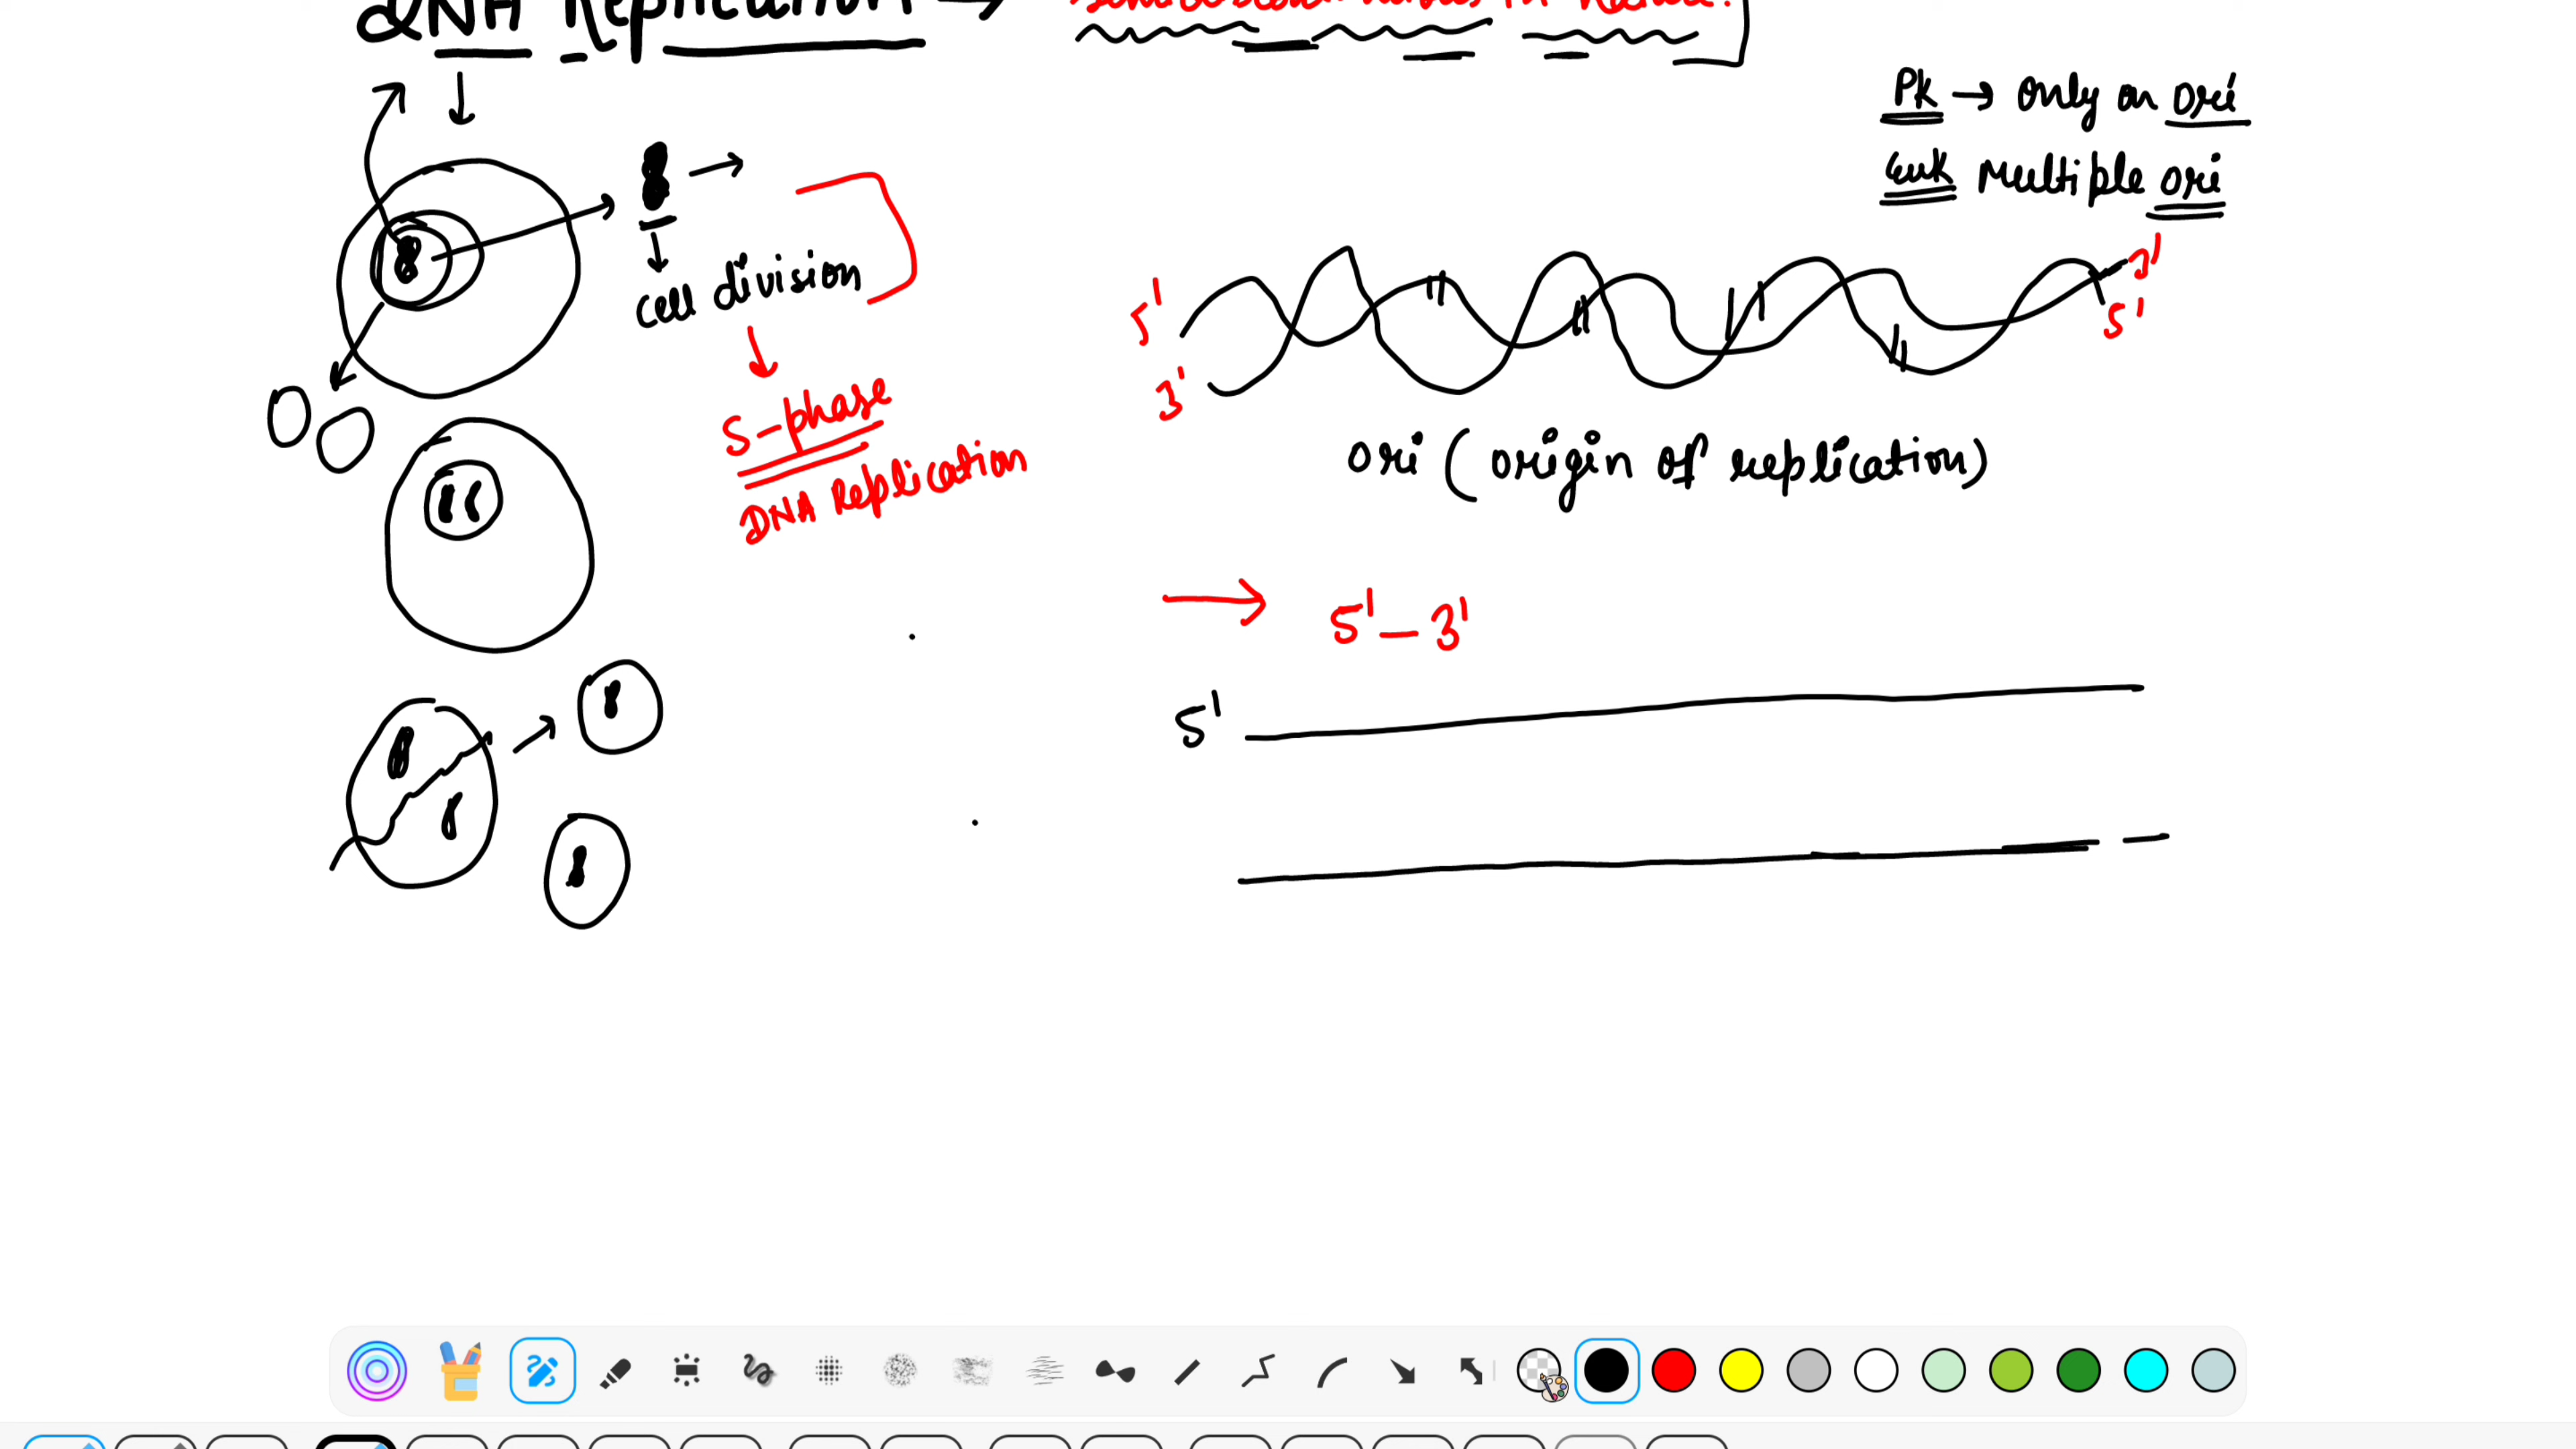 DNA Replication →
Pk → only on ori
Euk Multiple ori
cell division
S-phase
DNA Replication
5'
3'
3'
5'
ori (origin of replication)
→ 5'-3'
5'